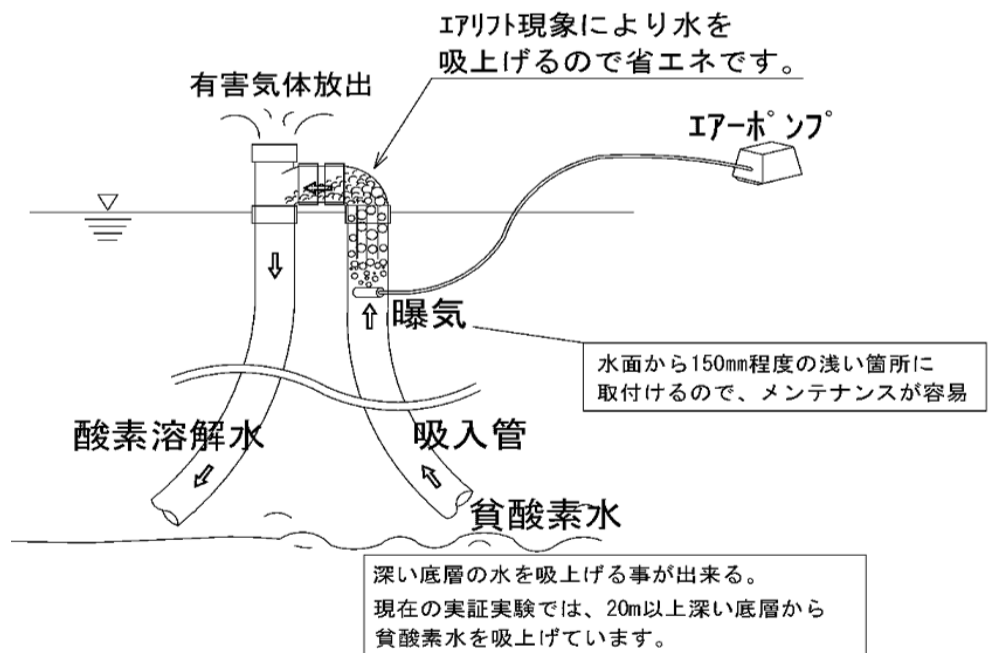 ｴｱﾘﾌﾄ現象により水を
吸上げるので省エネです。
有害気体放出
ｴｱｰﾎﾟﾝﾌﾟ
曝気
水面から150㎜程度の浅い箇所に
取付けるので、メンテナンスが容易
酸素溶解水
吸入管
貧酸素水
深い底層の水を吸上げる事が出来る。
現在の実証実験では、20m以上深い底層から
貧酸素水を吸上げています。